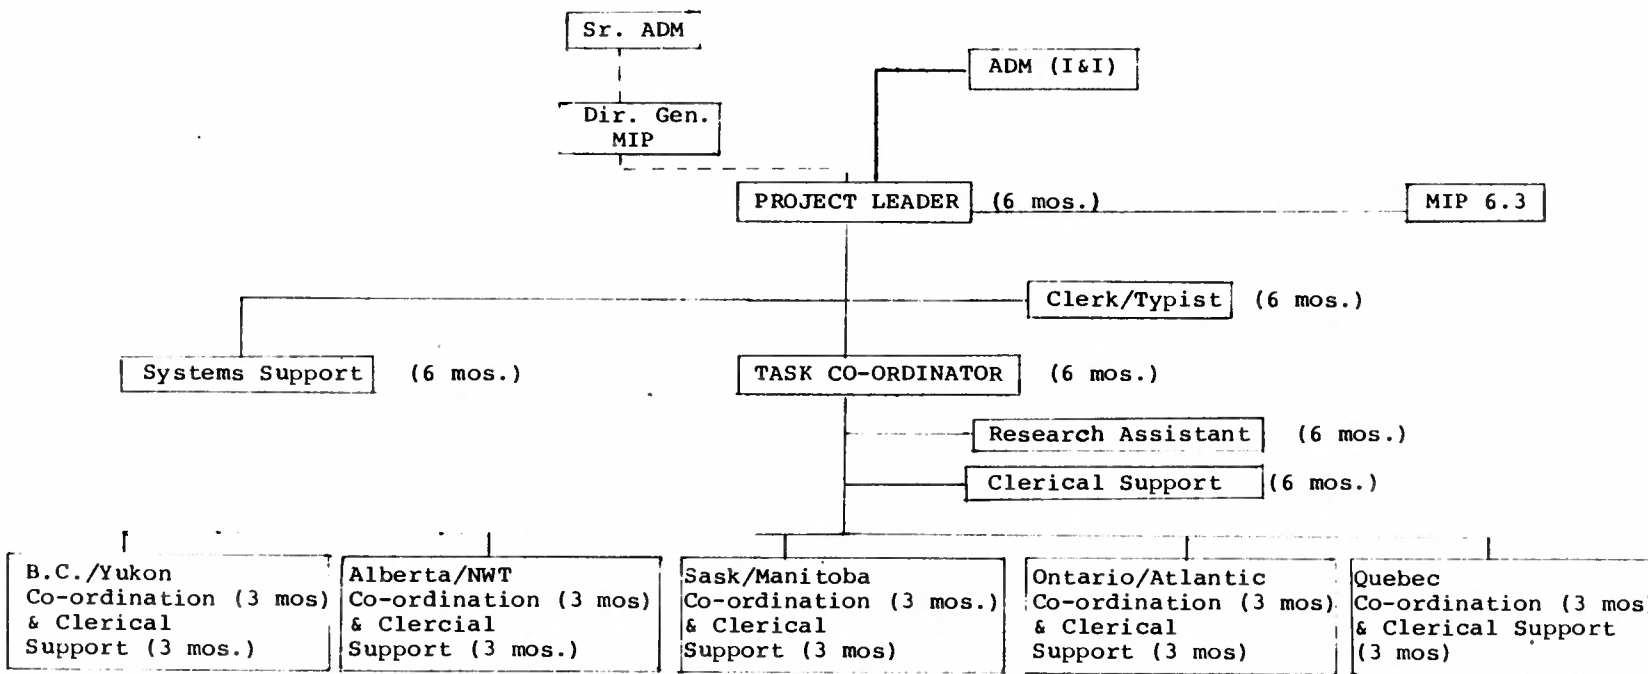 Sr. ADM
ADM (I&I)
Dir. Gen.
MIP
PROJECT LEADER (6 mos.)
MIP 6.3
Clerk/Typist (6 mos.)
Systems Support (6 mos.)
TASK CO-ORDINATOR (6 mos.)
Research Assistant (6 mos.)
Clerical Support (6 mos.)
B.C./Yukon
Co-ordination (3 mos)
& Clerical
Support (3 mos.)
Alberta/NWT
Co-ordination (3 mos)
& Clercial
Support (3 mos.)
Sask/Manitoba
Co-ordination (3 mos.)
& Clerical
Support (3 mos)
Ontario/Atlantic
Co-ordination (3 mos)
& Clerical
Support (3 mos)
Quebec
Co-ordination (3 mos)
& Clerical Support
(3 mos)